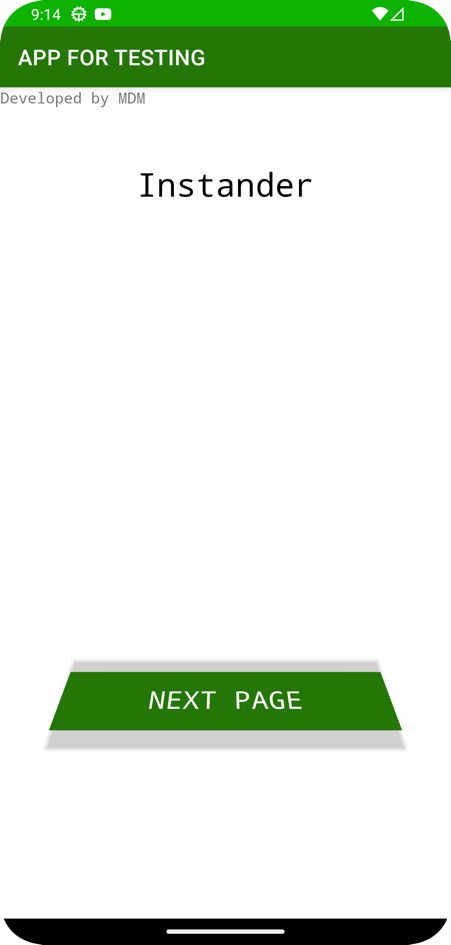 9:14
APP FOR TESTING
Developed by MDM
Instander
NEXT PAGE